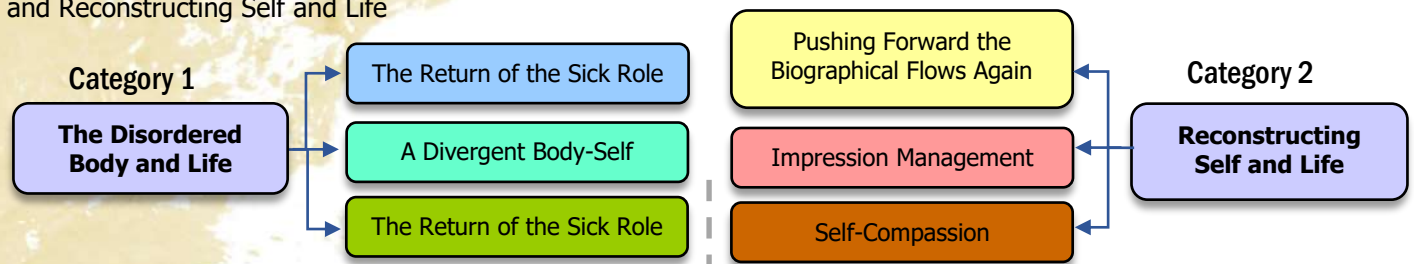 and Reconstructing Self and Life
Category 1
The Disordered
Body and Life
The Return of the Sick Role
A Divergent Body-Self
The Return of the Sick Role
Pushing Forward the
Biographical Flows Again
Impression Management
Self-Compassion
Category 2
Reconstructing
Self and Life